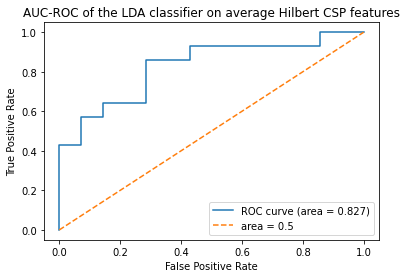 AUC-ROC of the LDA classifier on average Hilbert CSP features
1.0
0.8
0.6
0.4
0.2
0.0
True Positive Rate
ROC curve (area = 0.827)
area = 0.5
0.0 0.2 0.4 0.6 0.8 1.0
False Positive Rate